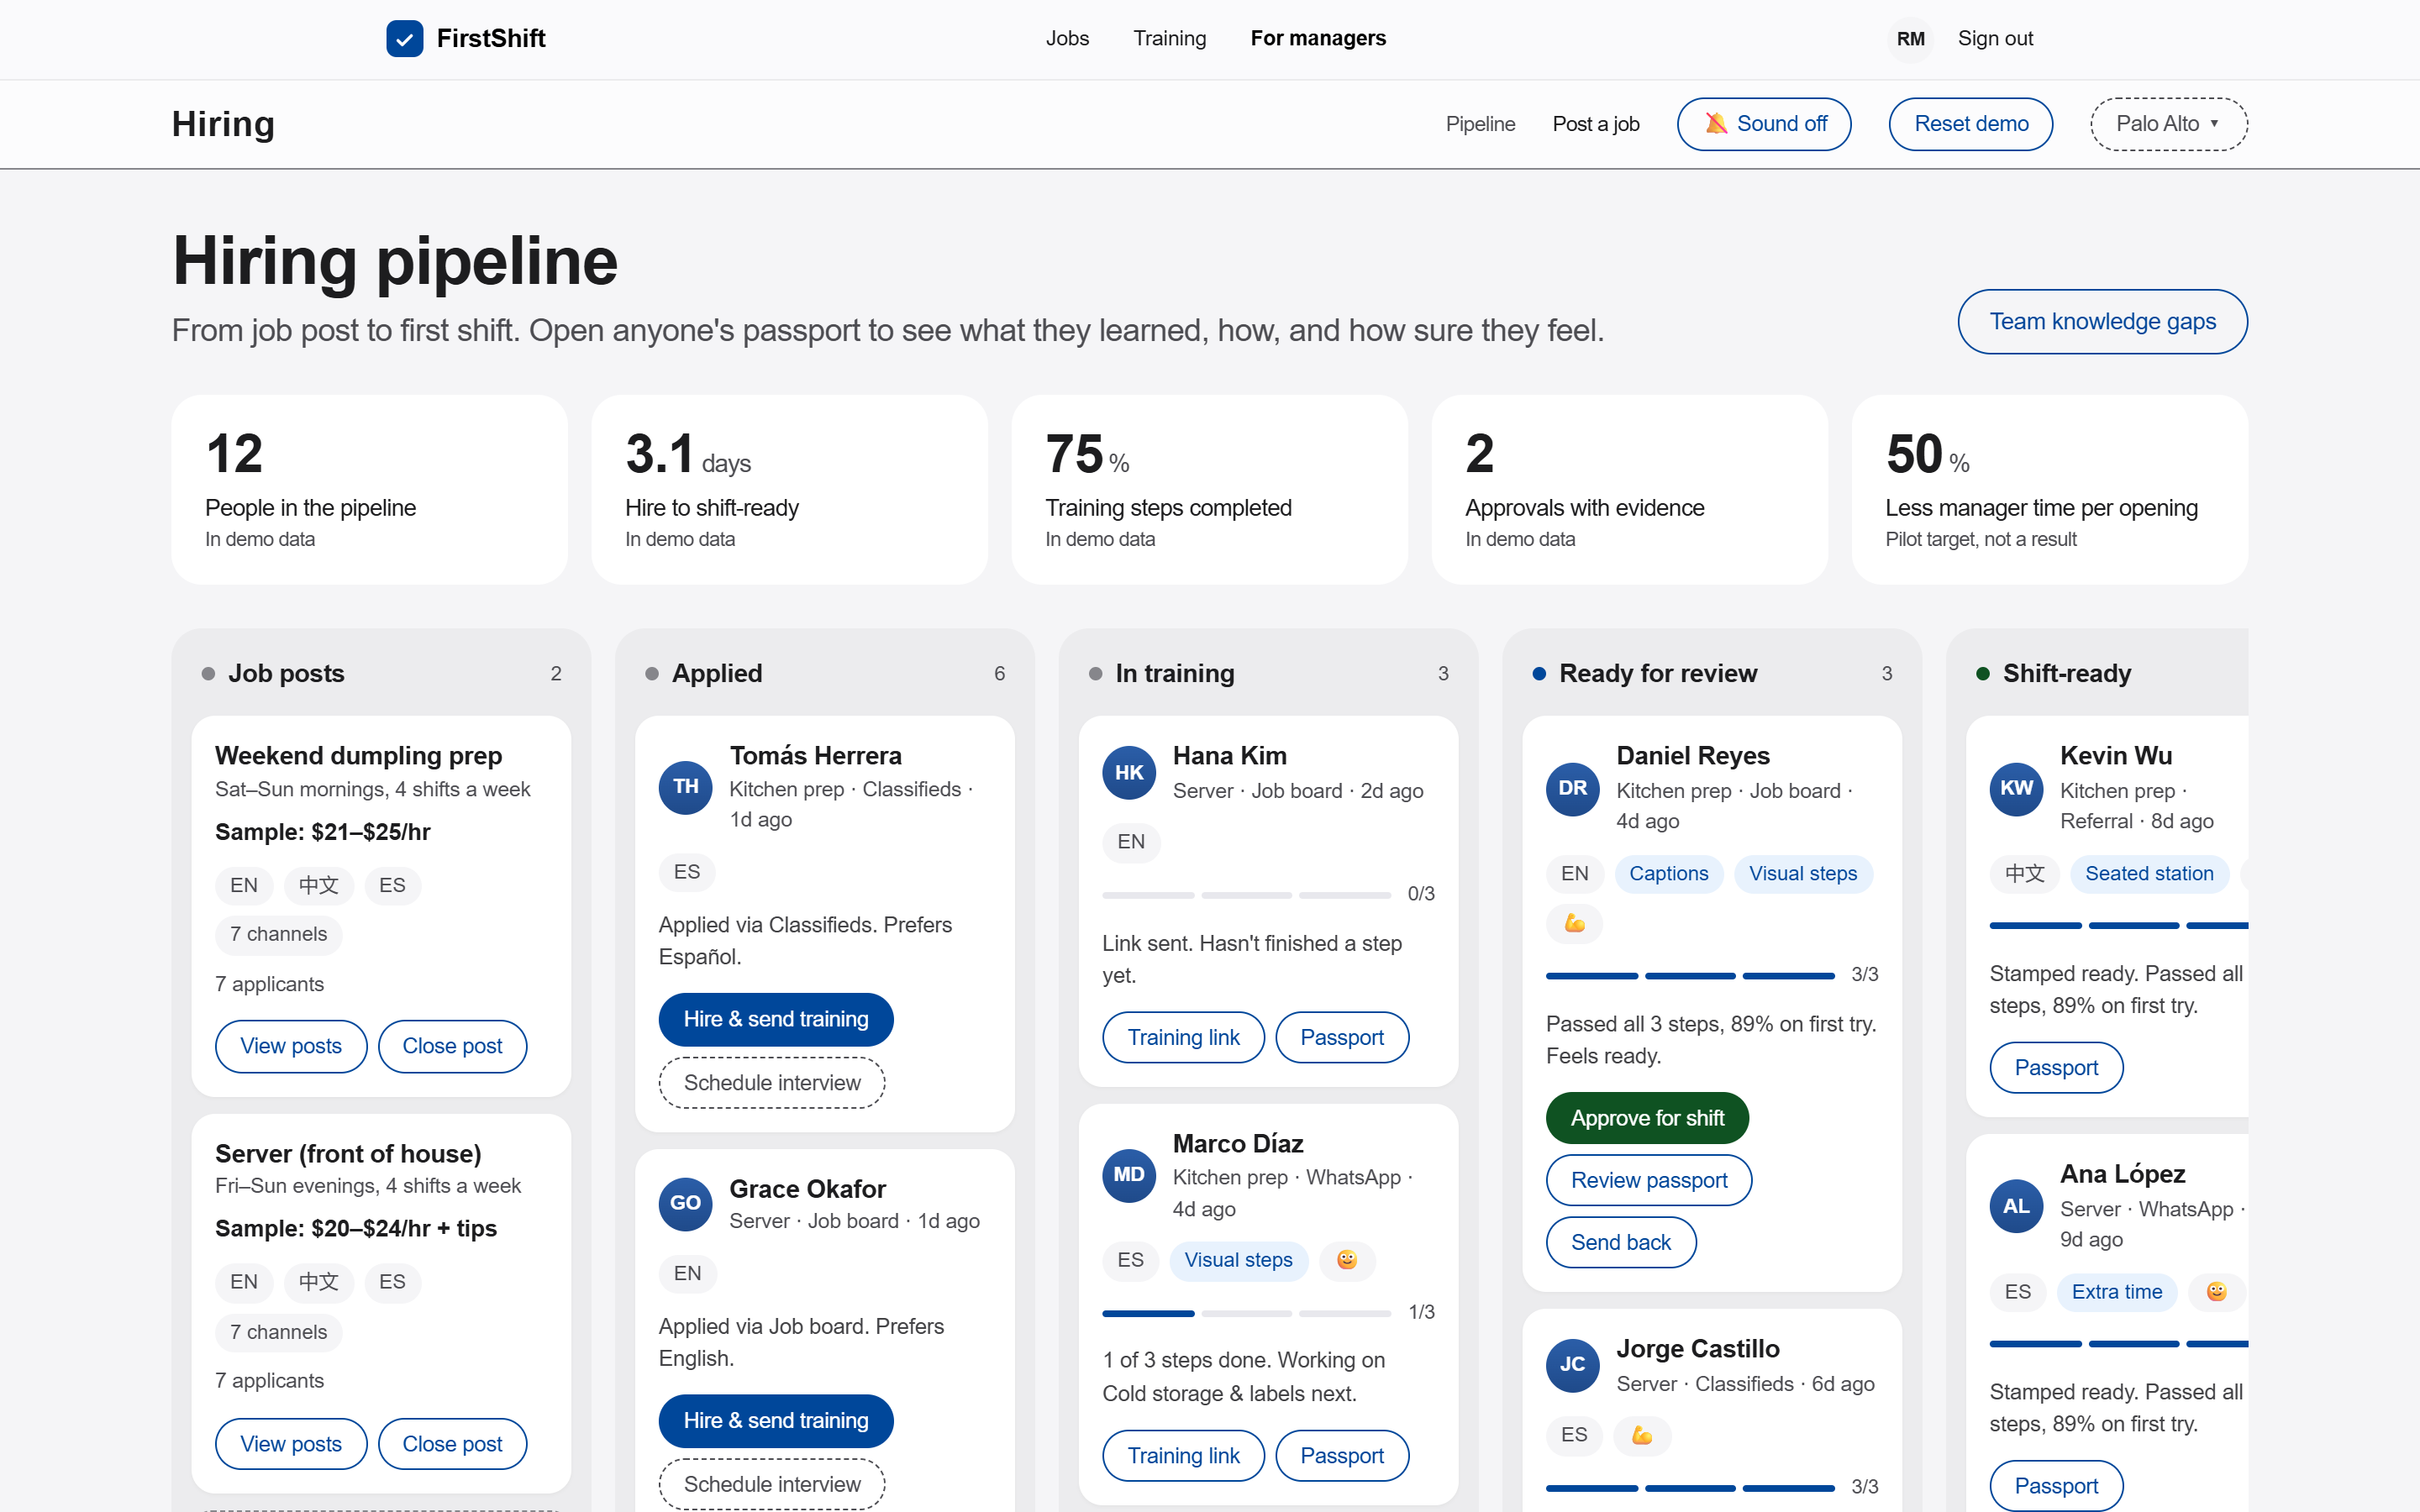 FirstShift
Jobs
Training
For managers
RM
Sign out
Hiring
Pipeline
Post a job
Sound off
Reset demo
Palo Alto
Hiring pipeline
From job post to first shift. Open anyone's passport to see what they learned, how, and how sure they feel.
Team knowledge gaps
12
People in the pipeline
In demo data
3.1 days
Hire to shift-ready
In demo data
75 %
Training steps completed
In demo data
2
Approvals with evidence
In demo data
50 %
Less manager time per opening
Pilot target, not a result
Job posts 2
Weekend dumpling prep
Sat–Sun mornings, 4 shifts a week
Sample: $21–$25/hr
EN 中文 ES
7 channels
7 applicants
View posts Close post
Server (front of house)
Fri–Sun evenings, 4 shifts a week
Sample: $20–$24/hr + tips
EN 中文 ES
7 channels
7 applicants
View posts Close post
Applied 6
TH
Tomás Herrera
Kitchen prep · Classifieds ·
1d ago
ES
Applied via Classifieds. Prefers
Español.
Hire & send training
Schedule interview
GO
Grace Okafor
Server · Job board · 1d ago
EN
Applied via Job board. Prefers
English.
Hire & send training
Schedule interview
In training 3
HK
Hana Kim
Server · Job board · 2d ago
EN
0/3
Link sent. Hasn't finished a step
yet.
Training link Passport
MD
Marco Díaz
Kitchen prep · WhatsApp ·
4d ago
ES Visual steps
1/3
1 of 3 steps done. Working on
Cold storage & labels next.
Training link Passport
Ready for review 3
DR
Daniel Reyes
Kitchen prep · Job board ·
4d ago
EN Captions Visual steps
3/3
Passed all 3 steps, 89% on first try.
Feels ready.
Approve for shift
Review passport
Send back
JC
Jorge Castillo
Server · Classifieds · 6d ago
ES
3/3
Shift-ready
KW
Kevin Wu
Kitchen prep ·
Referral · 8d ago
中文 Seated station
Stamped ready. Passed all
steps, 89% on first try.
Passport
AL
Ana López
Server · WhatsApp ·
9d ago
ES Extra time
Stamped ready. Passed all
steps, 89% on first try.
Passport